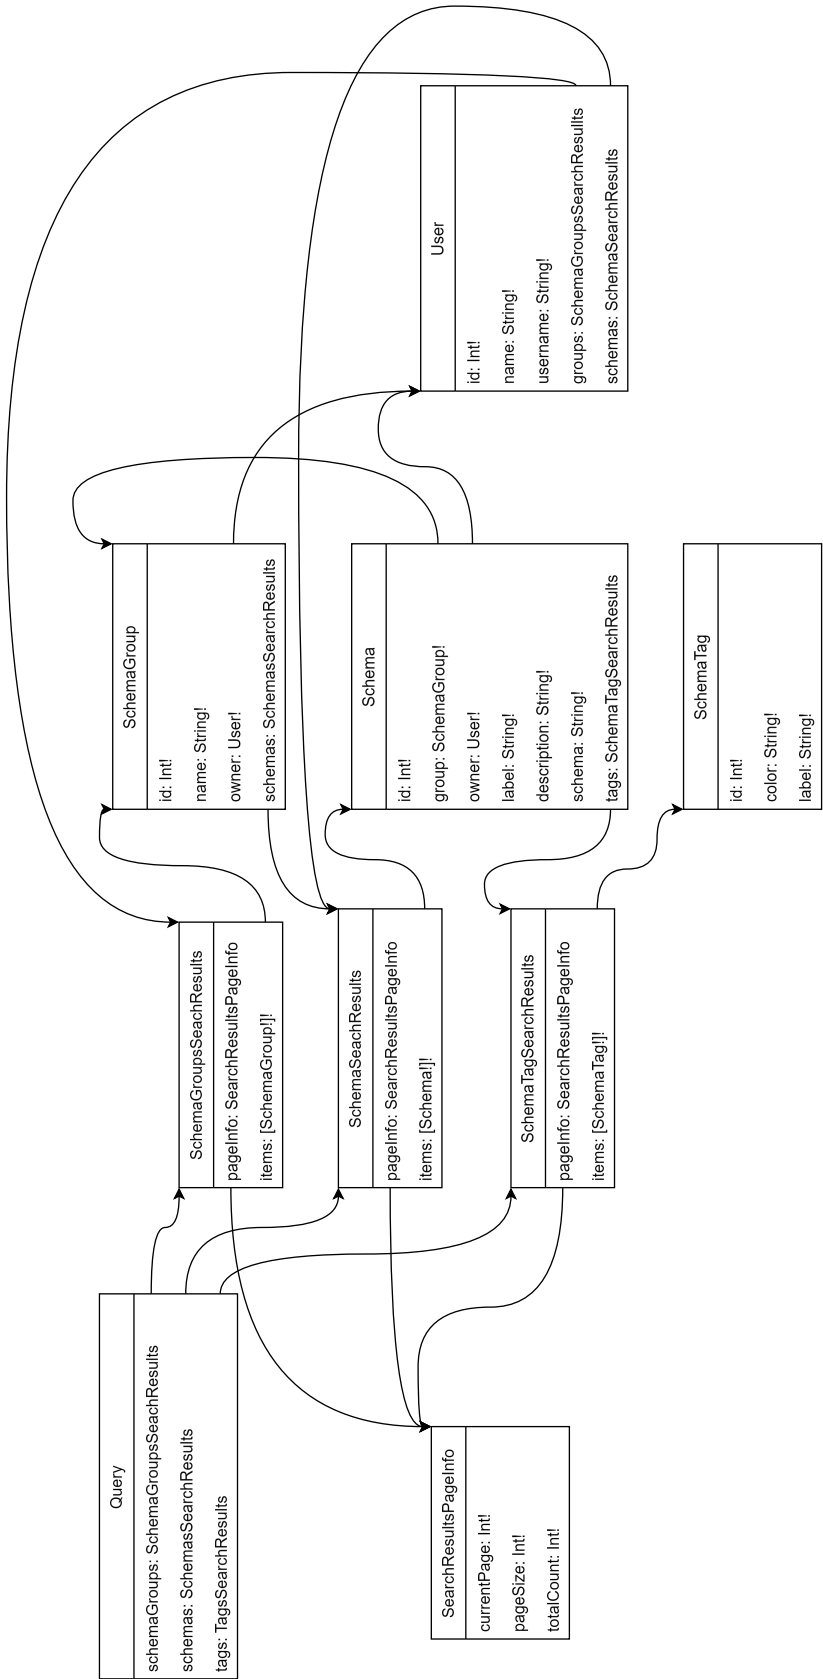 Query
schemaGroups: SchemaGroupsSeachResults
schemas: SchemasSearchResults
tags: TagsSearchResults
SearchResultsPageInfo
currentPage: Int!
pageSize: Int!
totalCount: Int!
SchemaGroupsSeachResults
pageInfo: SearchResultsPageInfo
items: [SchemaGroup!]!
SchemaSeachResults
pageInfo: SearchResultsPageInfo
items: [Schema!]!
SchemaTagSearchResults
pageInfo: SearchResultsPageInfo
items: [SchemaTag!]!
SchemaGroup
id: Int!
name: String!
owner: User!
schemas: SchemasSearchResults
Schema
id: Int!
group: SchemaGroup!
owner: User!
label: String!
description: String!
schema: String!
tags: SchemaTagSearchResults
SchemaTag
id: Int!
color: String!
label: String!
User
id: Int!
name: String!
username: String!
groups: SchemaGroupsSearchResullts
schemas: SchemaSearchResults